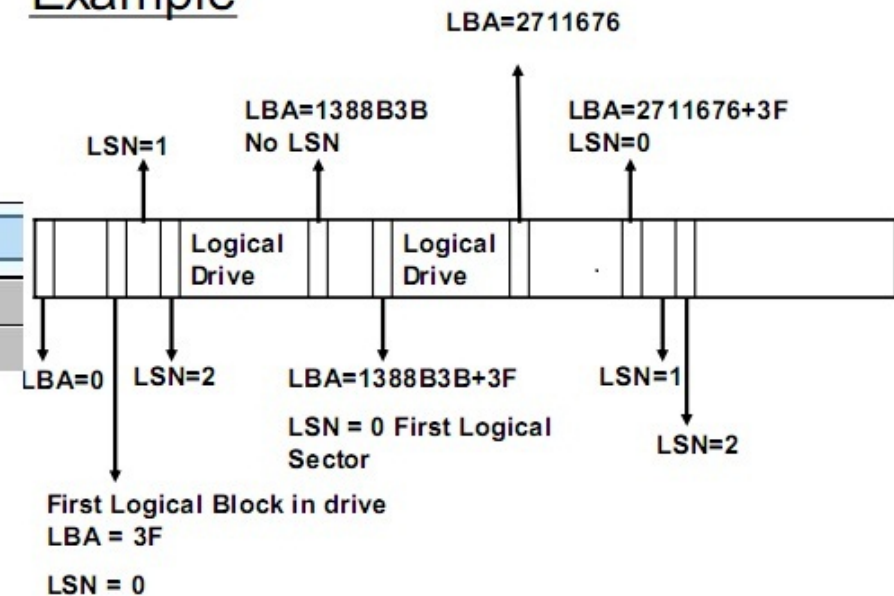 Example
LBA=2711676
LBA=1388B3B
No LSN
LBA=2711676+3F
LSN=0
LSN=1
Logical
Drive
Logical
Drive
LBA=0
LSN=2
LBA=1388B3B+3F
LSN = 0 First Logical
Sector
LSN=1
LSN=2
First Logical Block in drive
LBA = 3F
LSN = 0